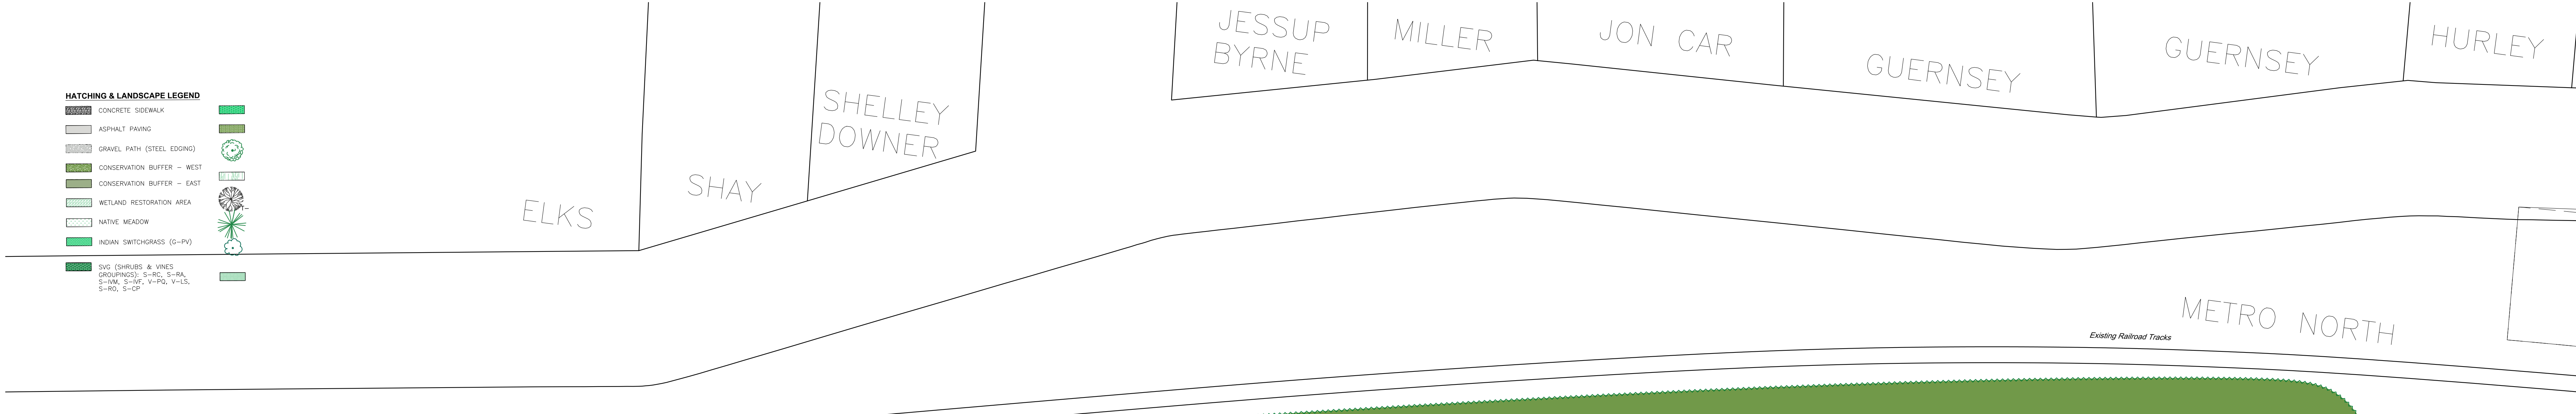 HATCHING & LANDSCAPE LEGEND
CONCRETE SIDEWALK
ASPHALT PAVING
GRAVEL PATH (STEEL EDGING)
CONSERVATION BUFFER – WEST
CONSERVATION BUFFER – EAST
WETLAND RESTORATION AREA
NATIVE MEADOW
INDIAN SWITCHGRASS (G–PV)
SVG (SHRUBS & VINES
GROUPINGS): S–RC, S–RA,
S–IVM, S–IVF, V–PQ, V–LS,
S–RO, S–CP
ELKS
SHAY
SHELLEY
DOWNER
JESSUP
BYRNE
MILLER
JON CAR
GUERNSEY
GUERNSEY
HURLEY
METRO NORTH
Existing Railroad Tracks